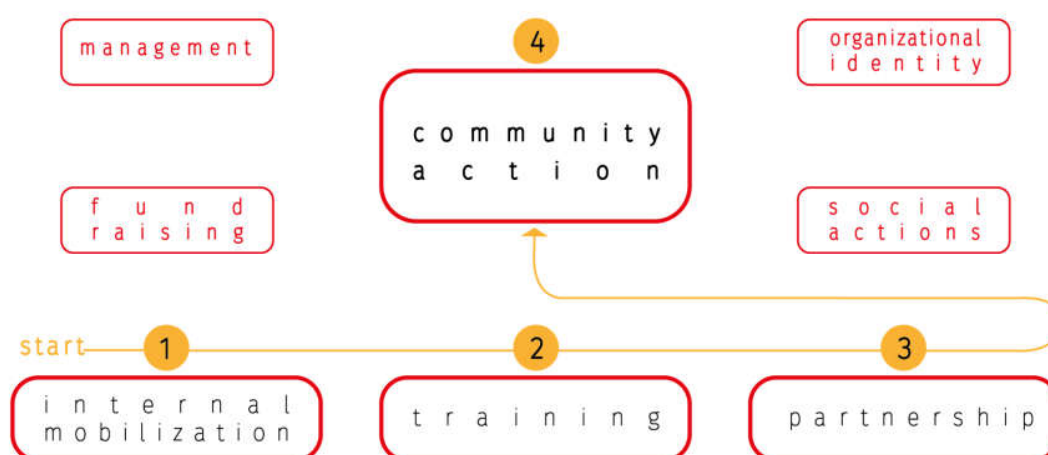 management
4
organizational
identity
community
action
fund
raising
social
actions
start
1
2
3
internal
mobilization
training
partnership